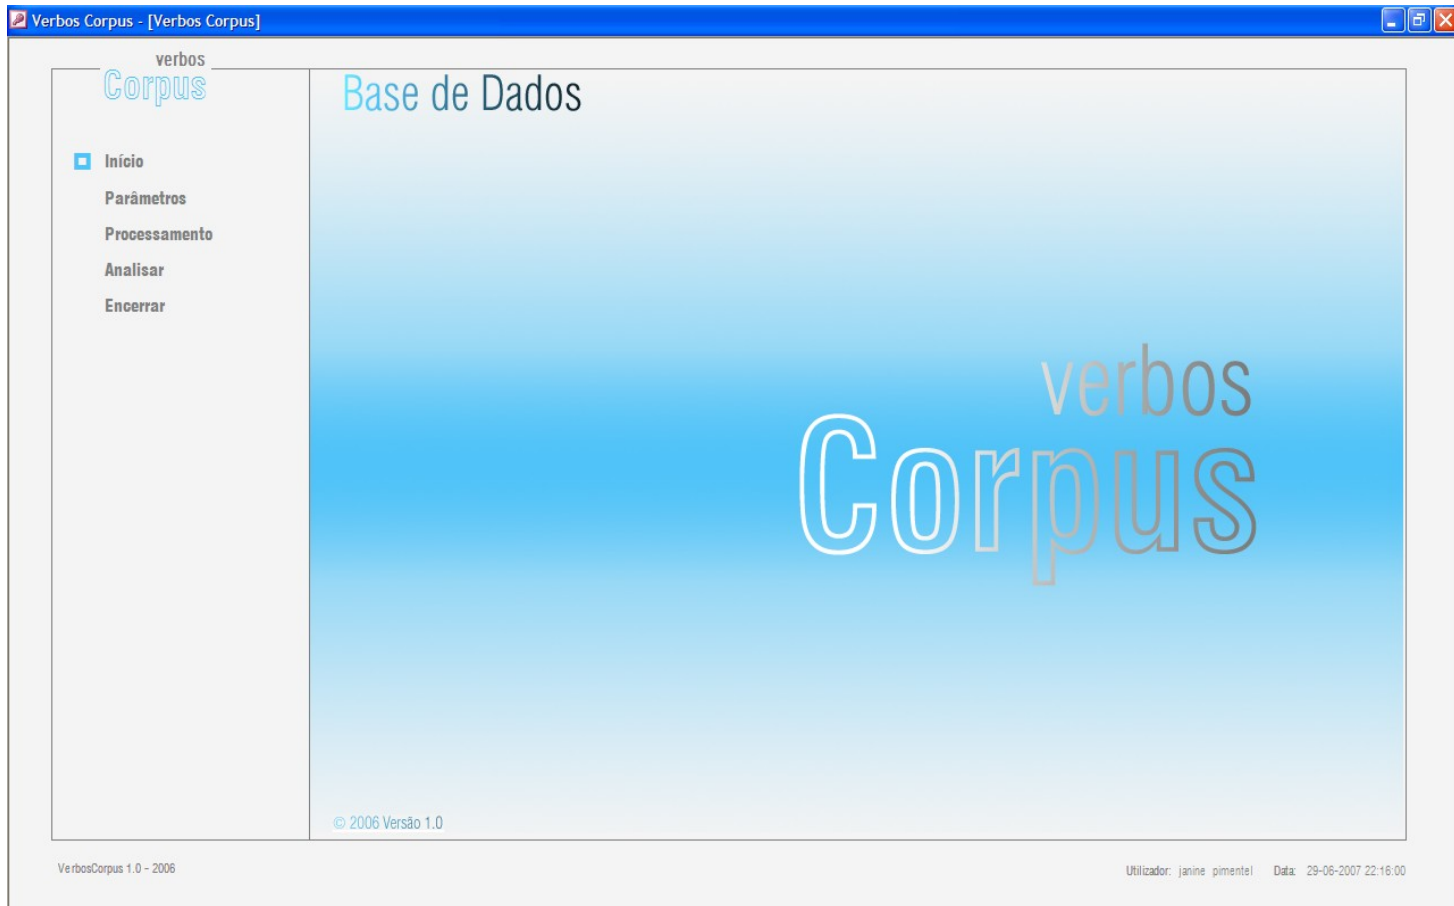 Verbos Corpus - [Verbos Corpus]
verbos
Corpus
Início
Parâmetros
Processamento
Analisar
Encerrar
Base de Dados
verbos
Corpus
© 2006 Versão 1.0
VerbosCorpus 1.0 - 2006
Utilizador: janine pimentel Data: 29-06-2007 22:16:00